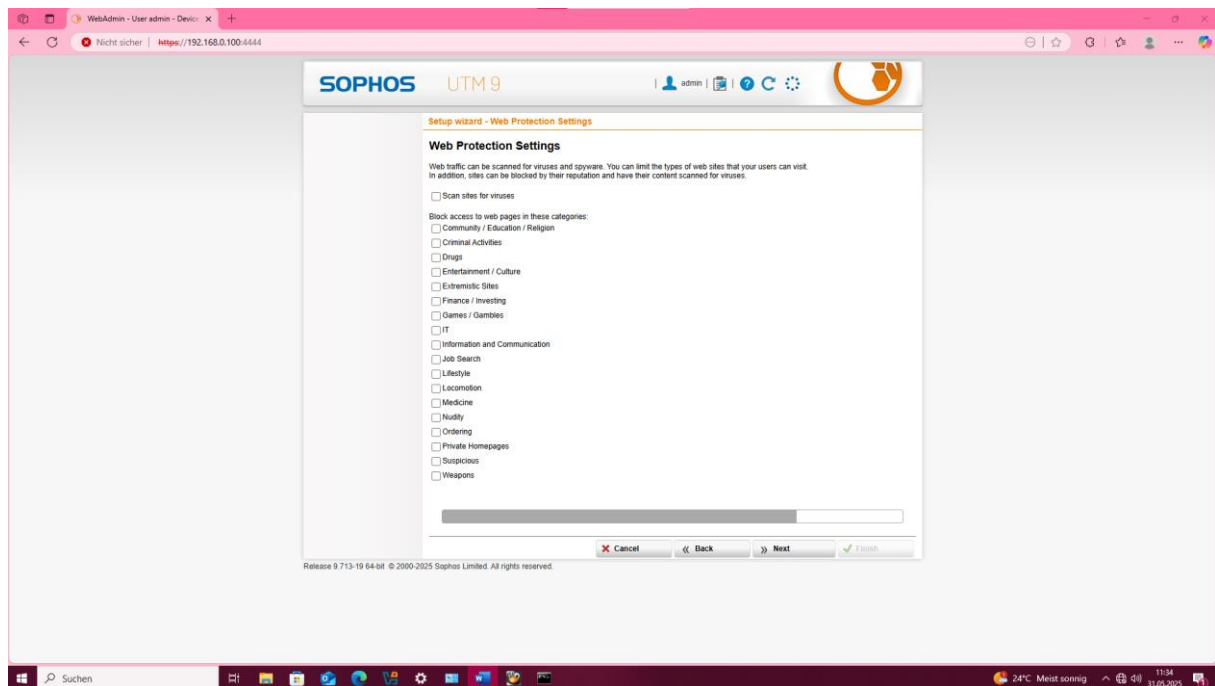 WebAdmin - User admin - Device
Nicht sicher | https://192.168.0.100:4444
SOPHOS UTM 9
| admin | | ?
Setup wizard - Web Protection Settings
Web Protection Settings
Web traffic can be scanned for viruses and spyware. You can limit the types of web sites that your users can visit.
In addition, sites can be blocked by their reputation and have their content scanned for viruses.
Scan sites for viruses
Block access to web pages in these categories:
Community / Education / Religion
Criminal Activities
Drugs
Entertainment / Culture
Extremistic Sites
Finance / Investing
Games / Gambles
IT
Information and Communication
Job Search
Lifestyle
Locomotion
Medicine
Nudity
Ordering
Private Homepages
Suspicious
Weapons
Cancel Back Next Finish
Release 9.713-19 64-bit © 2000-2025 Sophos Limited. All rights reserved.
Suchen
24°C Meist sonnig
11:34
31.05.2025